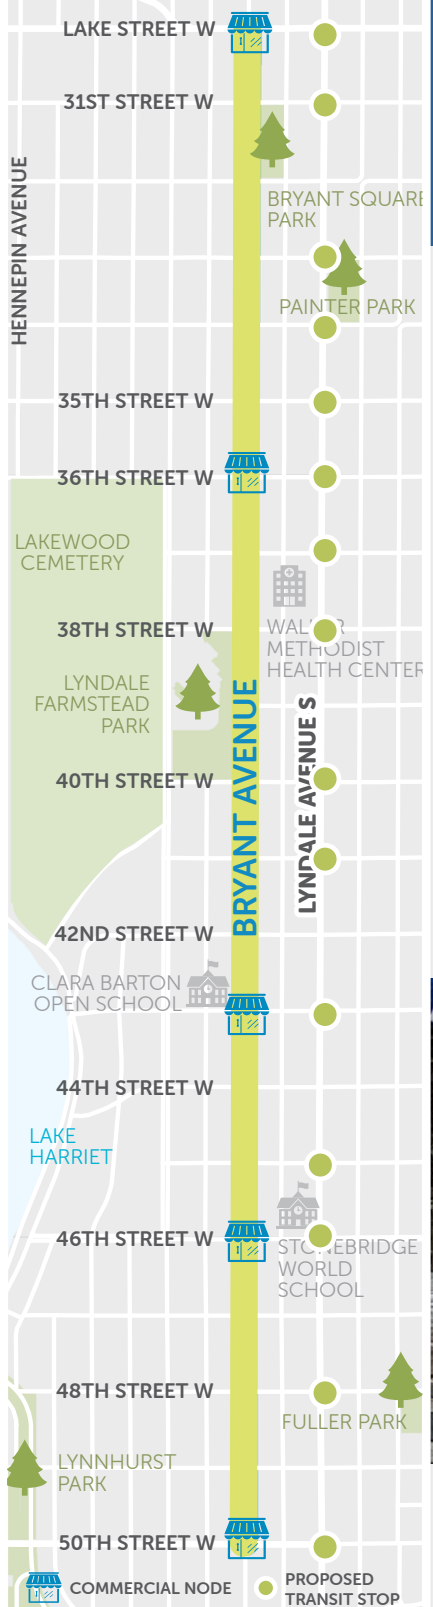 LAKE STREET W
31ST STREET W
HENNEPIN AVENUE
BRYANT SQUARE
PARK
PAINTER PARK
35TH STREET W
36TH STREET W
LAKEWOOD
CEMETERY
38TH STREET W
WALKER
METHODIST
HEALTH CENTER
LYNDALE
FARMSTEAD
PARK
BRYANT AVENUE
LYNDALE AVENUE S
40TH STREET W
42ND STREET W
CLARA BARTON
OPEN SCHOOL
44TH STREET W
LAKE
HARRIET
46TH STREET W
STONEBRIDGE
WORLD
SCHOOL
48TH STREET W
FULLER PARK
LYNNHURST
PARK
50TH STREET W
COMMERCIAL NODE
PROPOSED
TRANSIT STOP